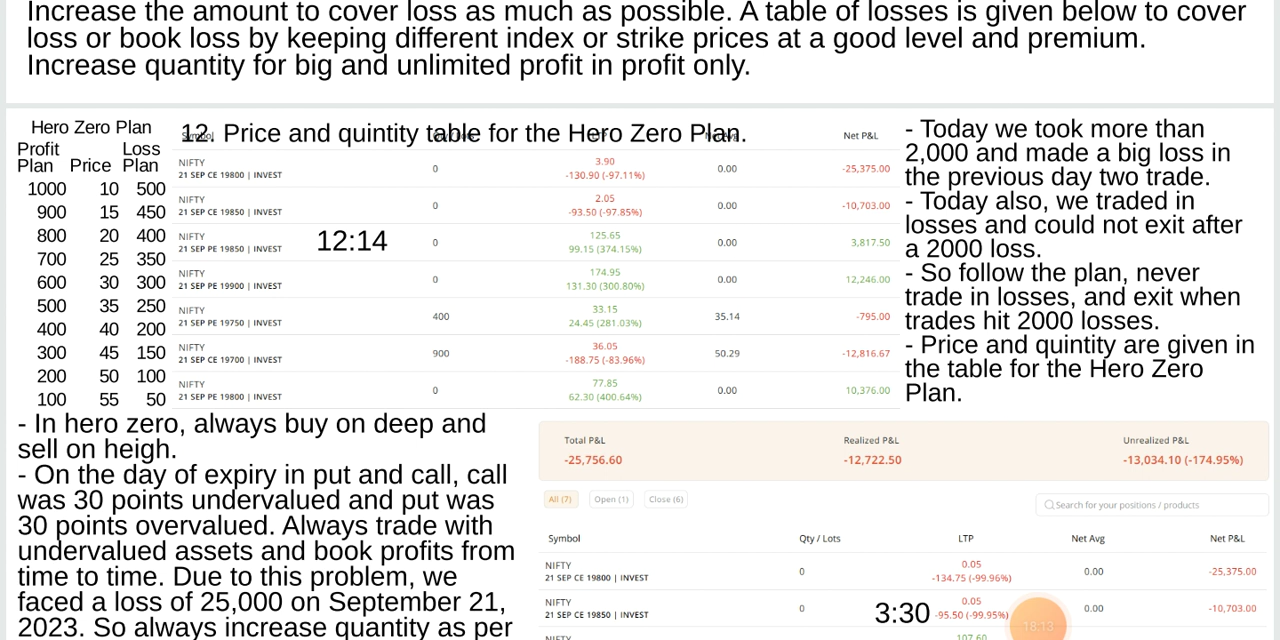 Increase the amount to cover loss as much as possible. A table of losses is given below to cover
loss or book loss by keeping different index or strike prices at a good level and premium.
Increase quantity for big and unlimited profit in profit only.
12. Price and quintity table for the Hero Zero Plan.
Hero Zero Plan
Profit Plan Price Loss Plan
1000 10 500
900 15 450
800 20 400
700 25 350
600 30 300
500 35 250
400 40 200
300 45 150
200 50 100
100 55 50
Symbol Net P&L
NIFTY 3.90
21 SEP CE 19800 | INVEST 0 -130.90 (-97.11%) 0.00 -25,375.00
NIFTY 2.05
21 SEP CE 19850 | INVEST 0 -93.50 (-97.85%) 0.00 -10,703.00
NIFTY 125.65
21 SEP PE 19850 | INVEST 0 99.15 (374.15%) 0.00 3,817.50
12:14
NIFTY 174.95
21 SEP PE 19900 | INVEST 0 131.30 (300.80%) 0.00 12,246.00
NIFTY 33.15
21 SEP PE 19750 | INVEST 400 24.45 (281.03%) 35.14 -795.00
NIFTY 36.05
21 SEP CE 19700 | INVEST 900 -188.75 (-83.96%) 50.29 -12,816.67
NIFTY 77.85
21 SEP PE 19800 | INVEST 0 62.30 (400.64%) 0.00 10,376.00
- Today we took more than
2,000 and made a big loss in
the previous day two trade.
- Today also, we traded in
losses and could not exit after
a 2000 loss.
- So follow the plan, never
trade in losses, and exit when
trades hit 2000 losses.
- Price and quintity are given in
the table for the Hero Zero
Plan.
- In hero zero, always buy on deep and
sell on heigh.
- On the day of expiry in put and call, call
was 30 points undervalued and put was
30 points overvalued. Always trade with
undervalued assets and book profits from
time to time. Due to this problem, we
faced a loss of 25,000 on September 21,
2023. So always increase quantity as per
Total P&L Realized P&L Unrealized P&L
-25,756.60 -12,722.50 -13,034.10 (-174.95%)
All (7) Open (1) Close (6) Search for your positions / products
Symbol Qty / Lots LTP Net Avg Net P&L
NIFTY 0.05
21 SEP CE 19800 | INVEST 0 -134.75 (-99.96%) 0.00 -25,375.00
NIFTY 0.05
21 SEP CE 19850 | INVEST 0 -95.50 (-99.95%) 0.00 -10,703.00
3:30
18:13
NIFTY 107.60